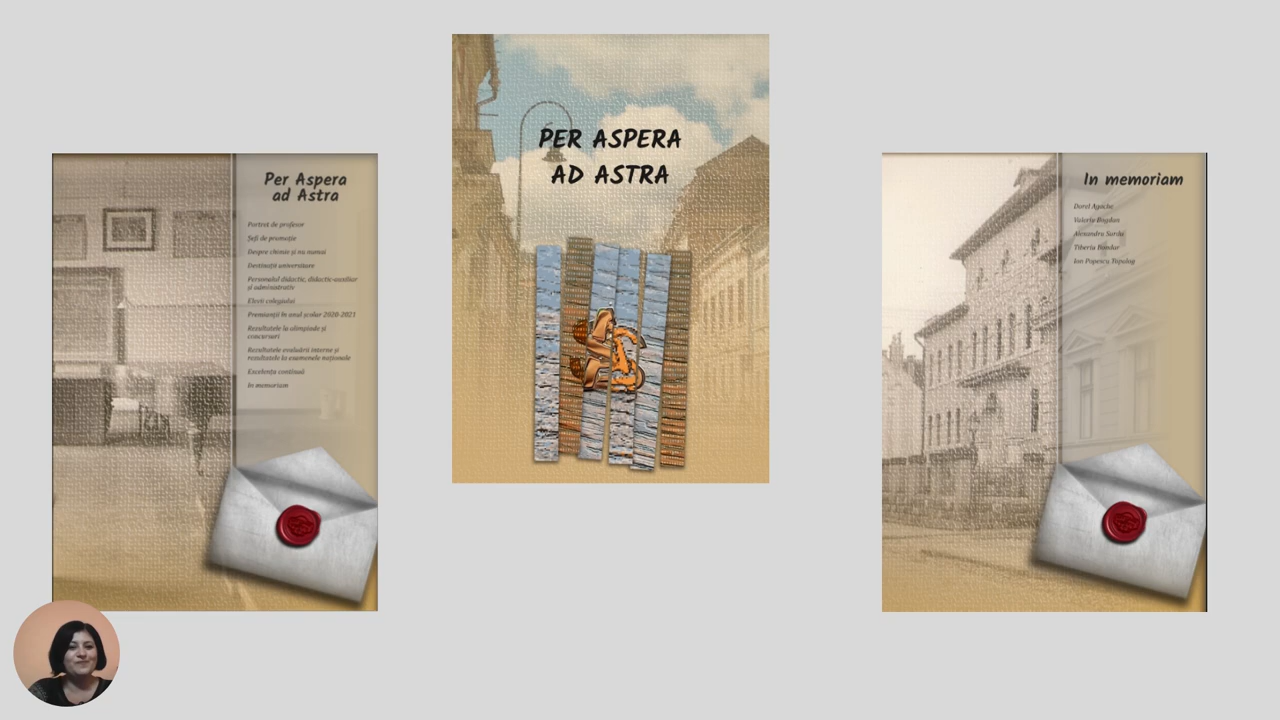 Per Aspera
ad Astra
Portret de profesor
Șefi de promoție
Despre chimie și nu numai
Destinații universitare
Personalul didactic, didactic-auxiliar
și administrativ
Elevii colegiului
Premianții în anul școlar 2020-2021
Rezultatele la olimpiade și
concursuri
Rezultatele evaluării interne și
rezultatele la examenele naționale
Excelența continuă
In memoriam
PER ASPERA
AD ASTRA
In memoriam
Dorel Agache
Valeria Bogdan
Alexandru Surdu
Tiberiu Bondar
Ion Popescu Topolog